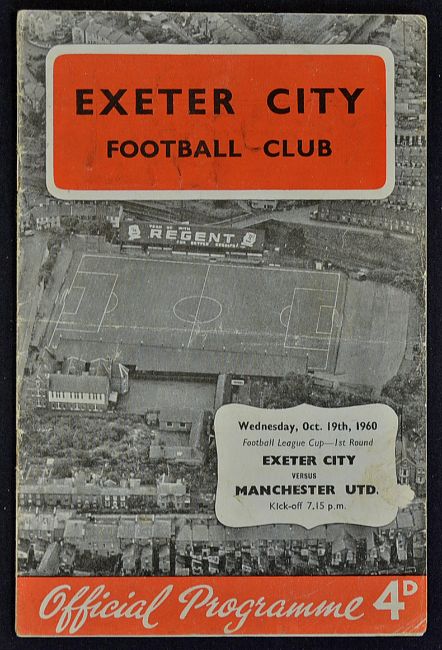 EXETER CITY
FOOTBALL CLUB
REGENT
Wednesday, Oct. 19th, 1960
Football League Cup—1st Round
EXETER CITY
VERSUS
MANCHESTER UTD.
Kick-off 7.15 p.m.
Official Programme 4D